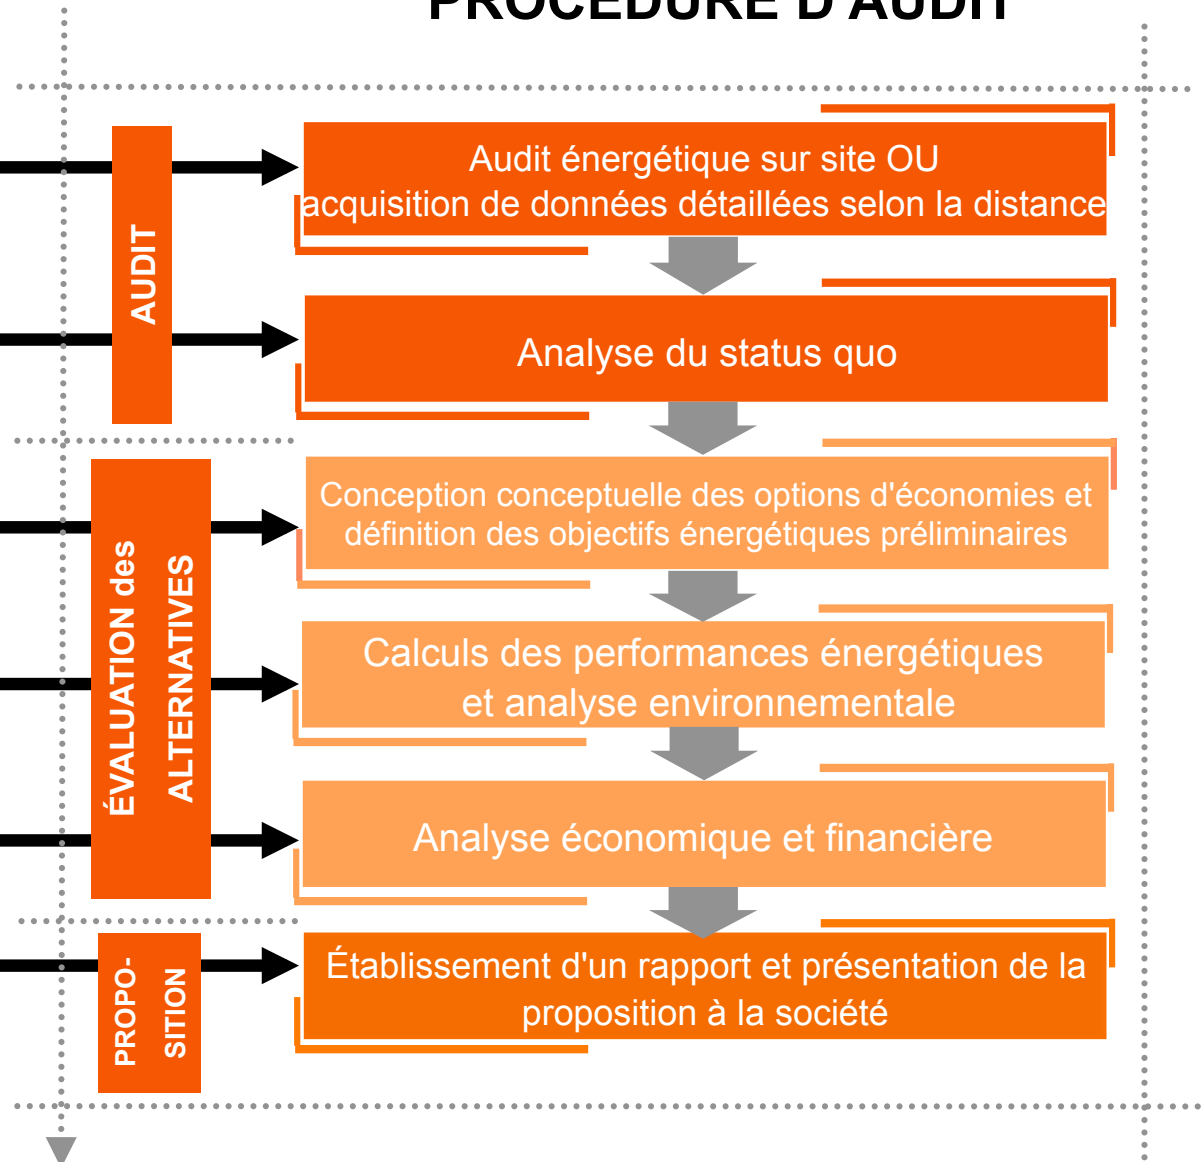 PROCÉDURE D'AUDIT
AUDIT
Audit énergétique sur site OU
acquisition de données détaillées selon la distance
Analyse du status quo
ÉVALUATION des
ALTERNATIVES
Conception conceptuelle des options d'économies et
définition des objectifs énergétiques préliminaires
Calculs des performances énergétiques
et analyse environnementale
Analyse économique et financière
PROPO-
SITION
Établissement d'un rapport et présentation de la
proposition à la société